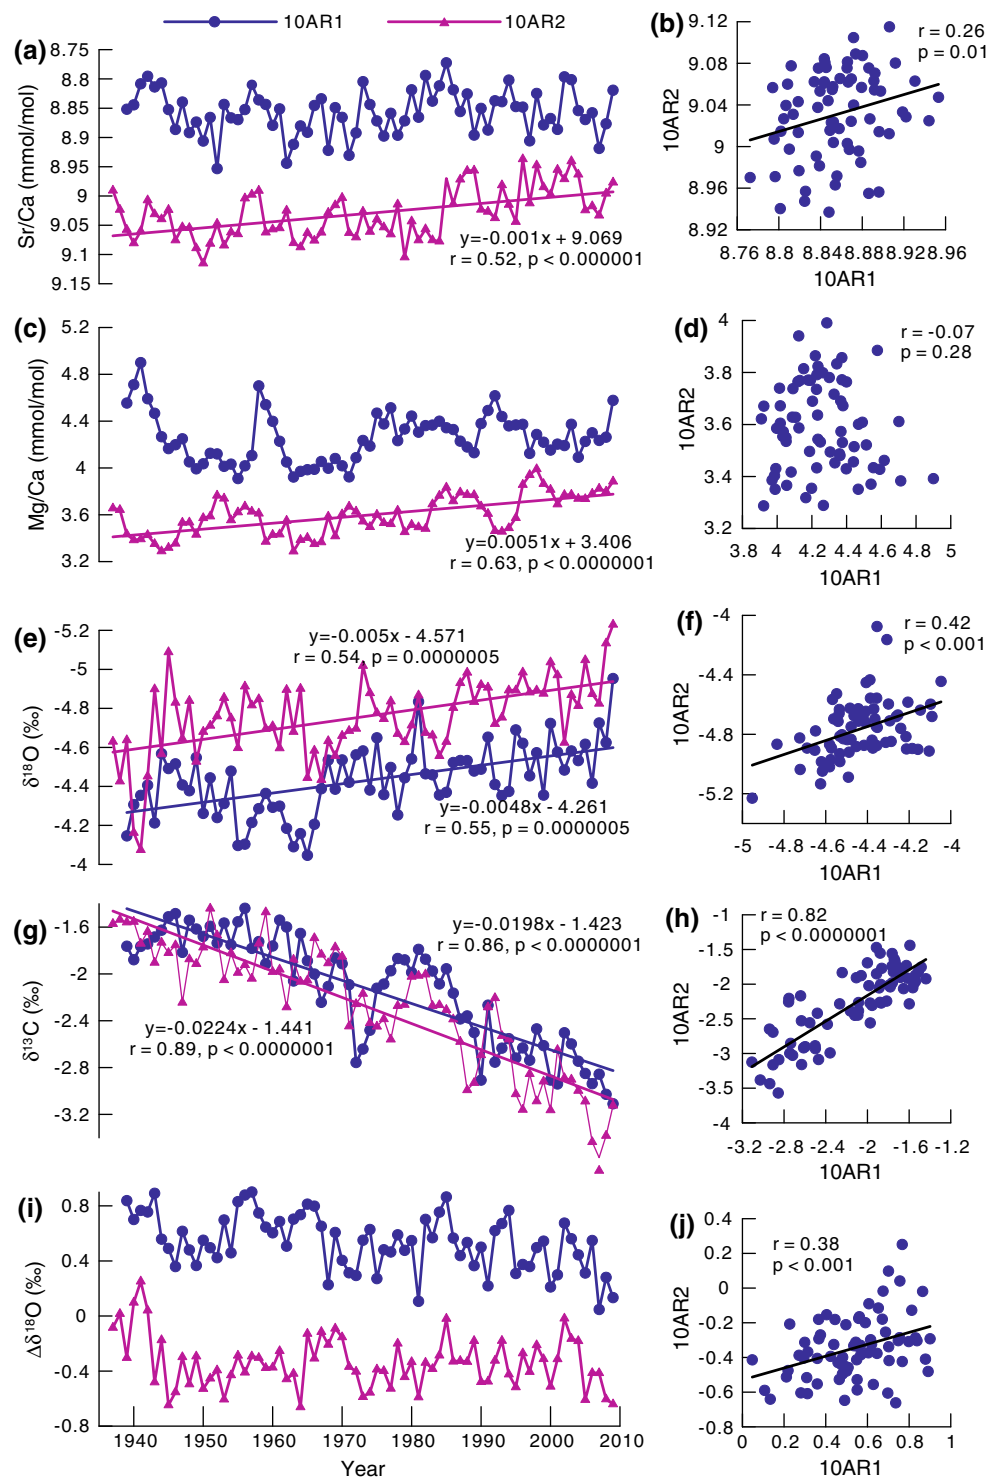 10AR1
10AR2
(a)
8.75
8.8
8.85
8.9
8.95
9
9.05
9.1
9.15
Sr/Ca (mmol/mol)
y=-0.001x + 9.069
r = 0.52, p < 0.000001
(b)
9.12
9.08
9.04
9
8.96
8.92
10AR2
r = 0.26
p = 0.01
8.76 8.8 8.84 8.88 8.92 8.96
10AR1
(c)
5.2
4.8
4.4
4
3.6
3.2
Mg/Ca (mmol/mol)
y=0.0051x + 3.406
r = 0.63, p < 0.0000001
(d)
4
3.8
3.6
3.4
3.2
10AR2
r = -0.07
p = 0.28
3.8 4 4.2 4.4 4.6 4.8 5
10AR1
(e)
-5.2
-5
-4.8
-4.6
-4.4
-4.2
-4
δ18O (‰)
y=-0.005x - 4.571
r = 0.54, p = 0.0000005
y=-0.0048x - 4.261
r = 0.55, p = 0.0000005
(f)
-4
-4.4
-4.8
-5.2
10AR2
r = 0.42
p < 0.001
-5 -4.8 -4.6 -4.4 -4.2 -4
10AR1
(g)
-1.6
-2
-2.4
-2.8
-3.2
δ13C (‰)
y=-0.0198x - 1.423
r = 0.86, p < 0.0000001
y=-0.0224x - 1.441
r = 0.89, p < 0.0000001
(h)
-1
-1.5
-2
-2.5
-3
-3.5
-4
10AR2
r = 0.82
p < 0.0000001
-3.2 -2.8 -2.4 -2 -1.6 -1.2
10AR1
(i)
0.8
0.4
0
-0.4
-0.8
Δδ18O (‰)
1940 1950 1960 1970 1980 1990 2000 2010
Year
(j)
0.4
0.2
0
-0.2
-0.4
-0.6
-0.8
10AR2
r = 0.38
p < 0.001
0 0.2 0.4 0.6 0.8 1
10AR1